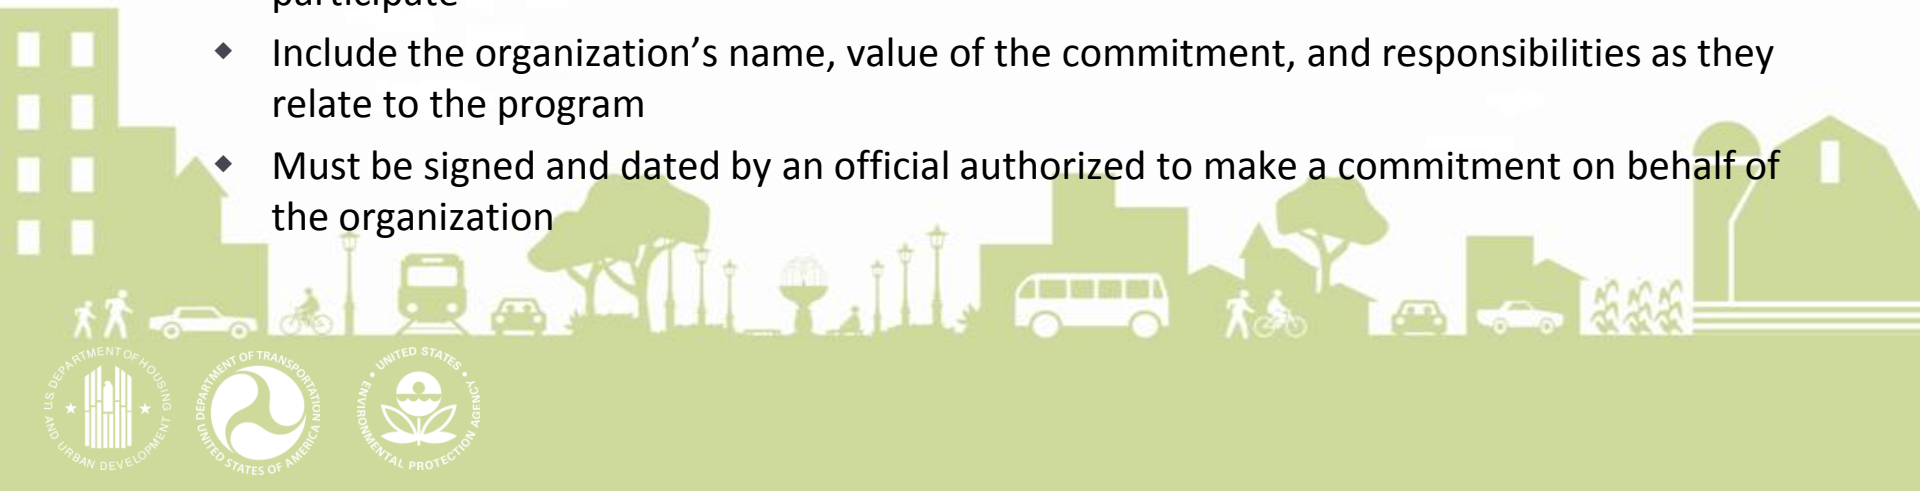 participate
◆ Include the organization’s name, value of the commitment, and responsibilities as they
relate to the program
◆ Must be signed and dated by an official authorized to make a commitment on behalf of
the organization
U.S. DEPARTMENT OF HOUSING
AND URBAN DEVELOPMENT
DEPARTMENT OF TRANSPORTATION
UNITED STATES OF AMERICA
UNITED STATES
ENVIRONMENTAL PROTECTION AGENCY